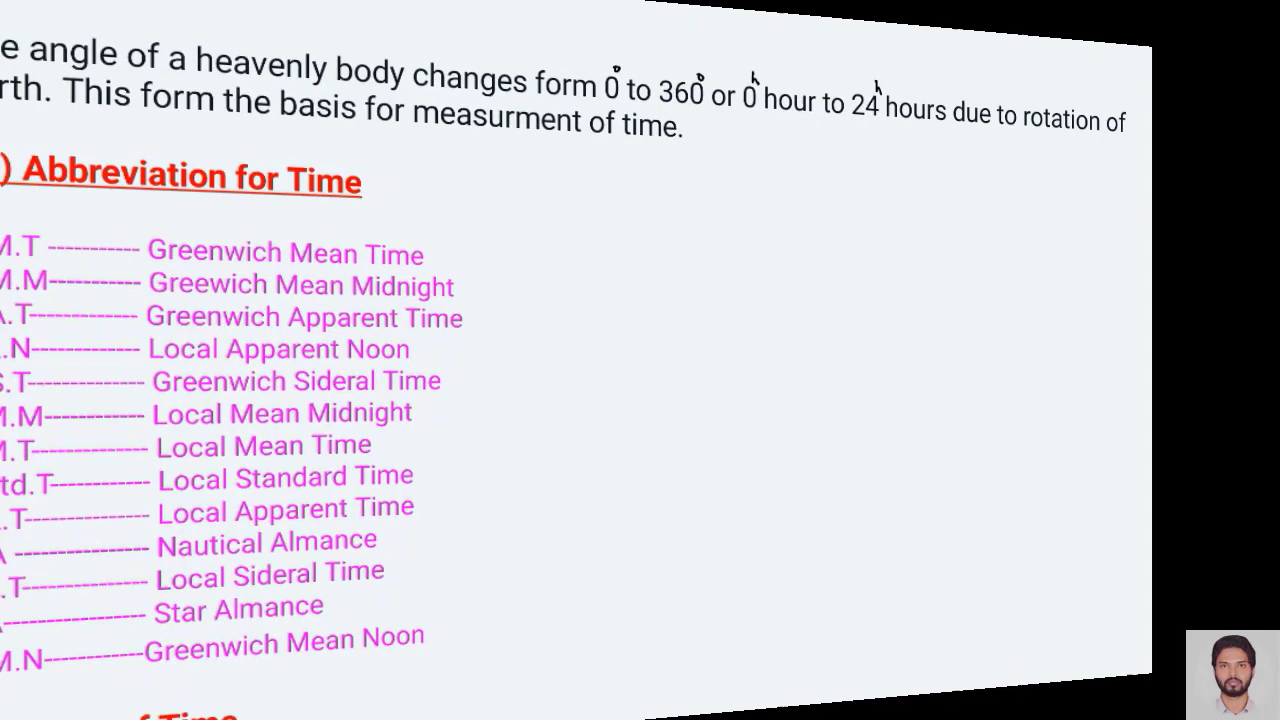 e angle of a heavenly body changes form 0° to 360° or 0ʰ hour to 24ʰ hours due to rotation of
rth. This form the basis for measurment of time.
) Abbreviation for Time
M.T ----------- Greenwich Mean Time
M.M----------- Greewich Mean Midnight
A.T------------- Greenwich Apparent Time
.N------------- Local Apparent Noon
S.T-------------- Greenwich Sideral Time
M.M------------ Local Mean Midnight
M.T-------------- Local Mean Time
td.T------------ Local Standard Time
.T--------------- Local Apparent Time
A ---------------- Nautical Almance
.T--------------- Local Sideral Time
----------------- Star Almance
M.N------------Greenwich Mean Noon
f Time